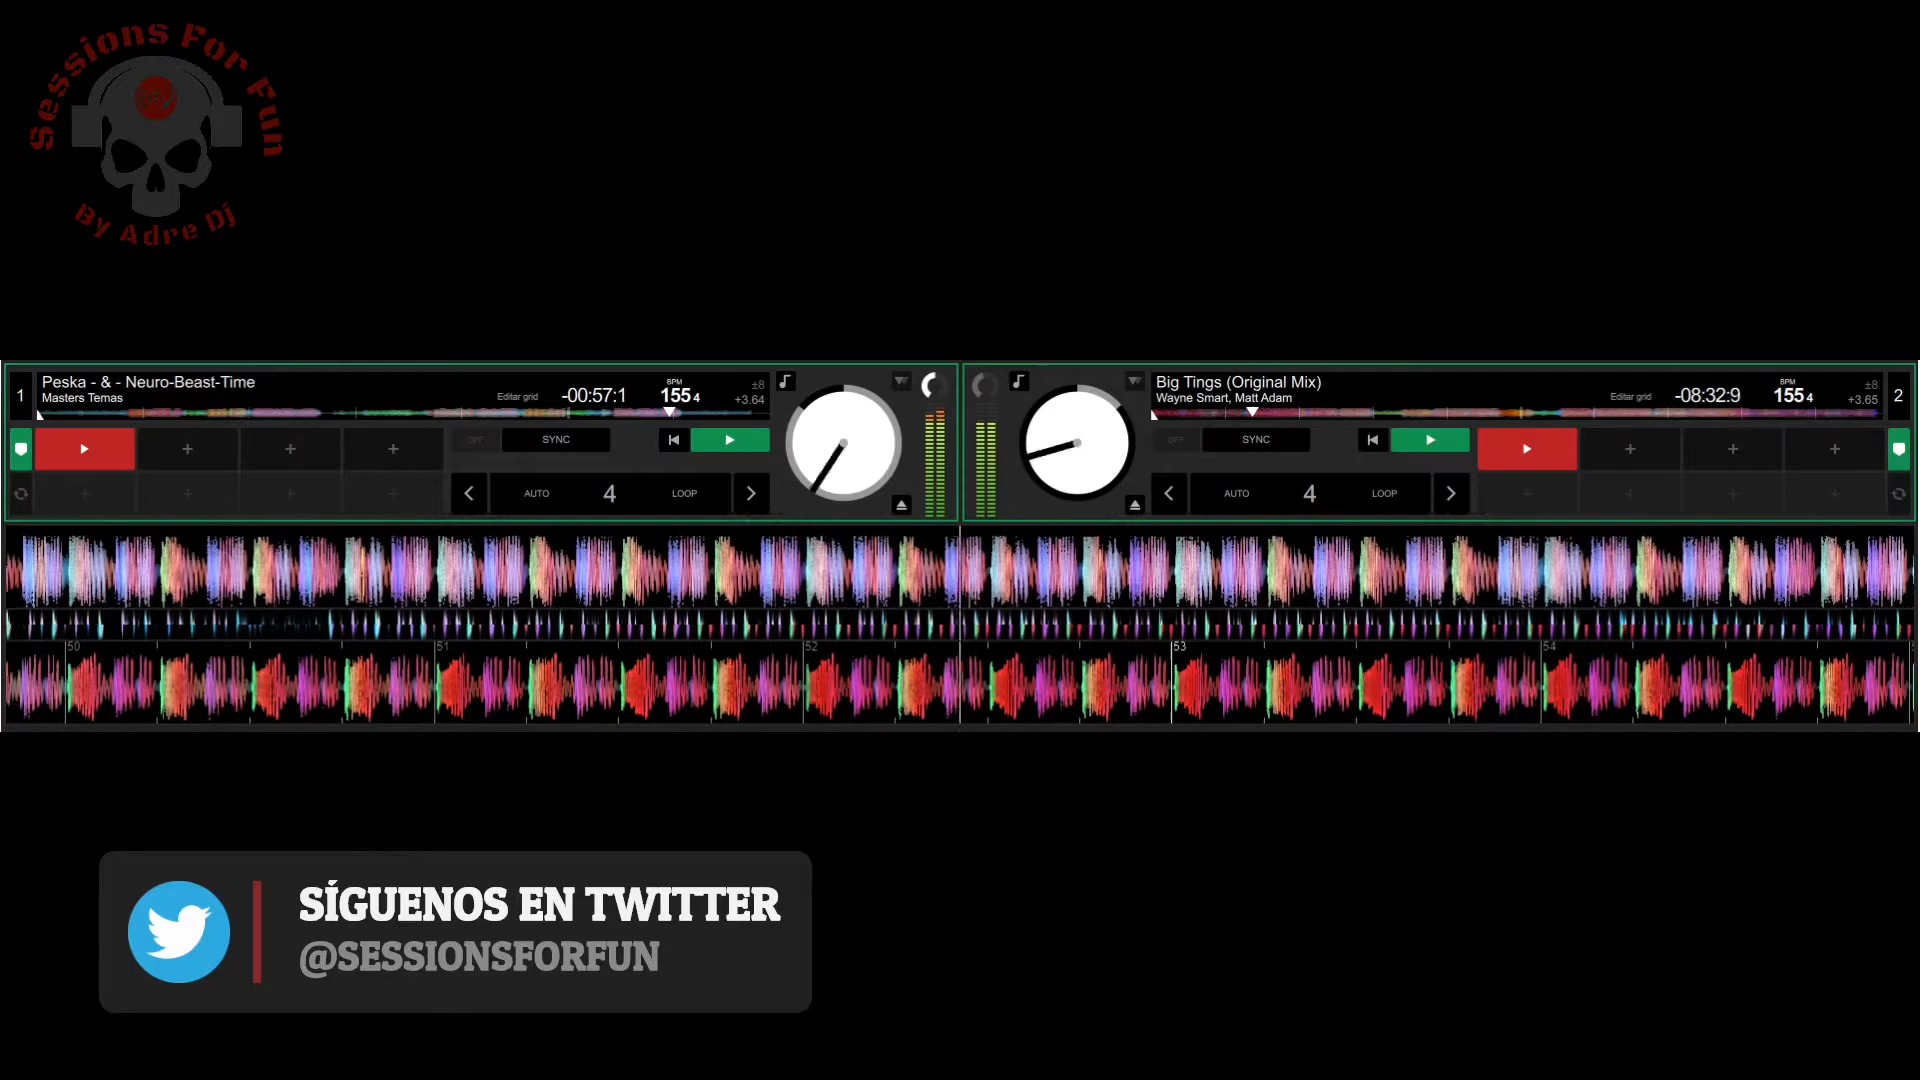 Sessions For Fun
By Adre Dj
1
Peska - & - Neuro-Beast-Time
Masters Temas
Editar grid
-00:57:1
BPM
155.4
±8
+3.64
OFF
SYNC
AUTO
4
LOOP
Big Tings (Original Mix)
Wayne Smart, Matt Adam
Editar grid
-08:32:9
BPM
155.4
±8
+3.65
2
OFF
SYNC
AUTO
4
LOOP
50
51
52
53
54
SÍGUENOS EN TWITTER
@SESSIONSFORFUN